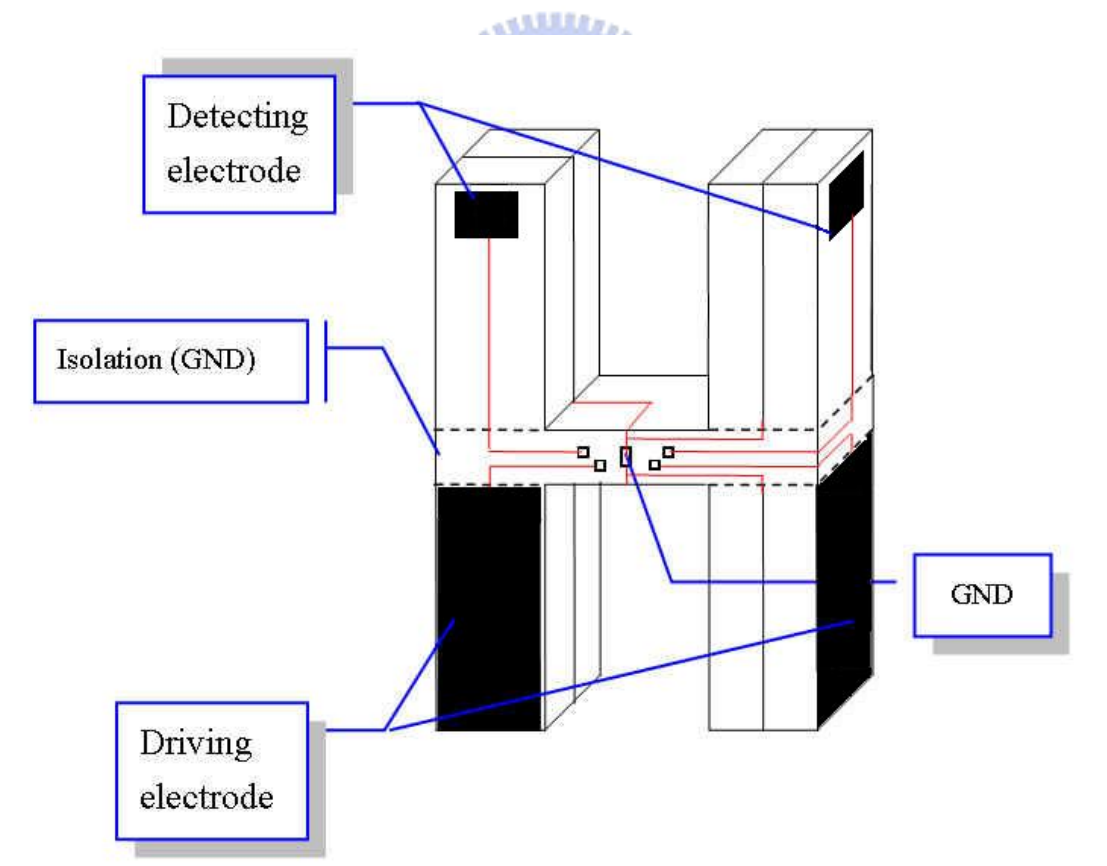 Detecting
electrode
Isolation (GND)
GND
Driving
electrode